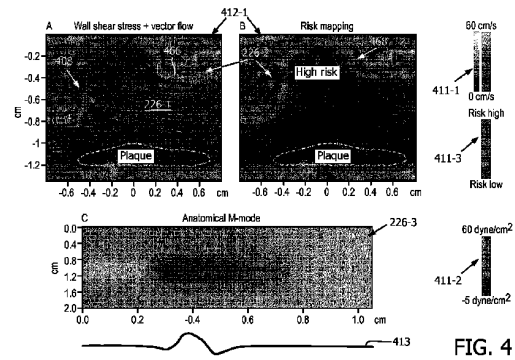 412-1
A Wall shear stress + vector flow
B Risk mapping
60 cm/s
411-1
0 cm/s
Risk high
411-3
Risk low
cm
-0.0
-0.2
-0.4
-0.6
-0.8
-1.0
-1.2
226-1
High risk
Plaque
Plaque
-0.6 -0.4 -0.2 0 0.2 0.4 0.6
cm
-0.6 -0.4 -0.2 0 0.2 0.4 0.6
cm
C Anatomical M-mode
226-3
cm
0.0
0.4
0.8
1.2
1.6
2.0
0.0 0.2 0.4 0.6 0.8 1.0
cm
60 dyne/cm²
411-2
-5 dyne/cm²
413
FIG. 4